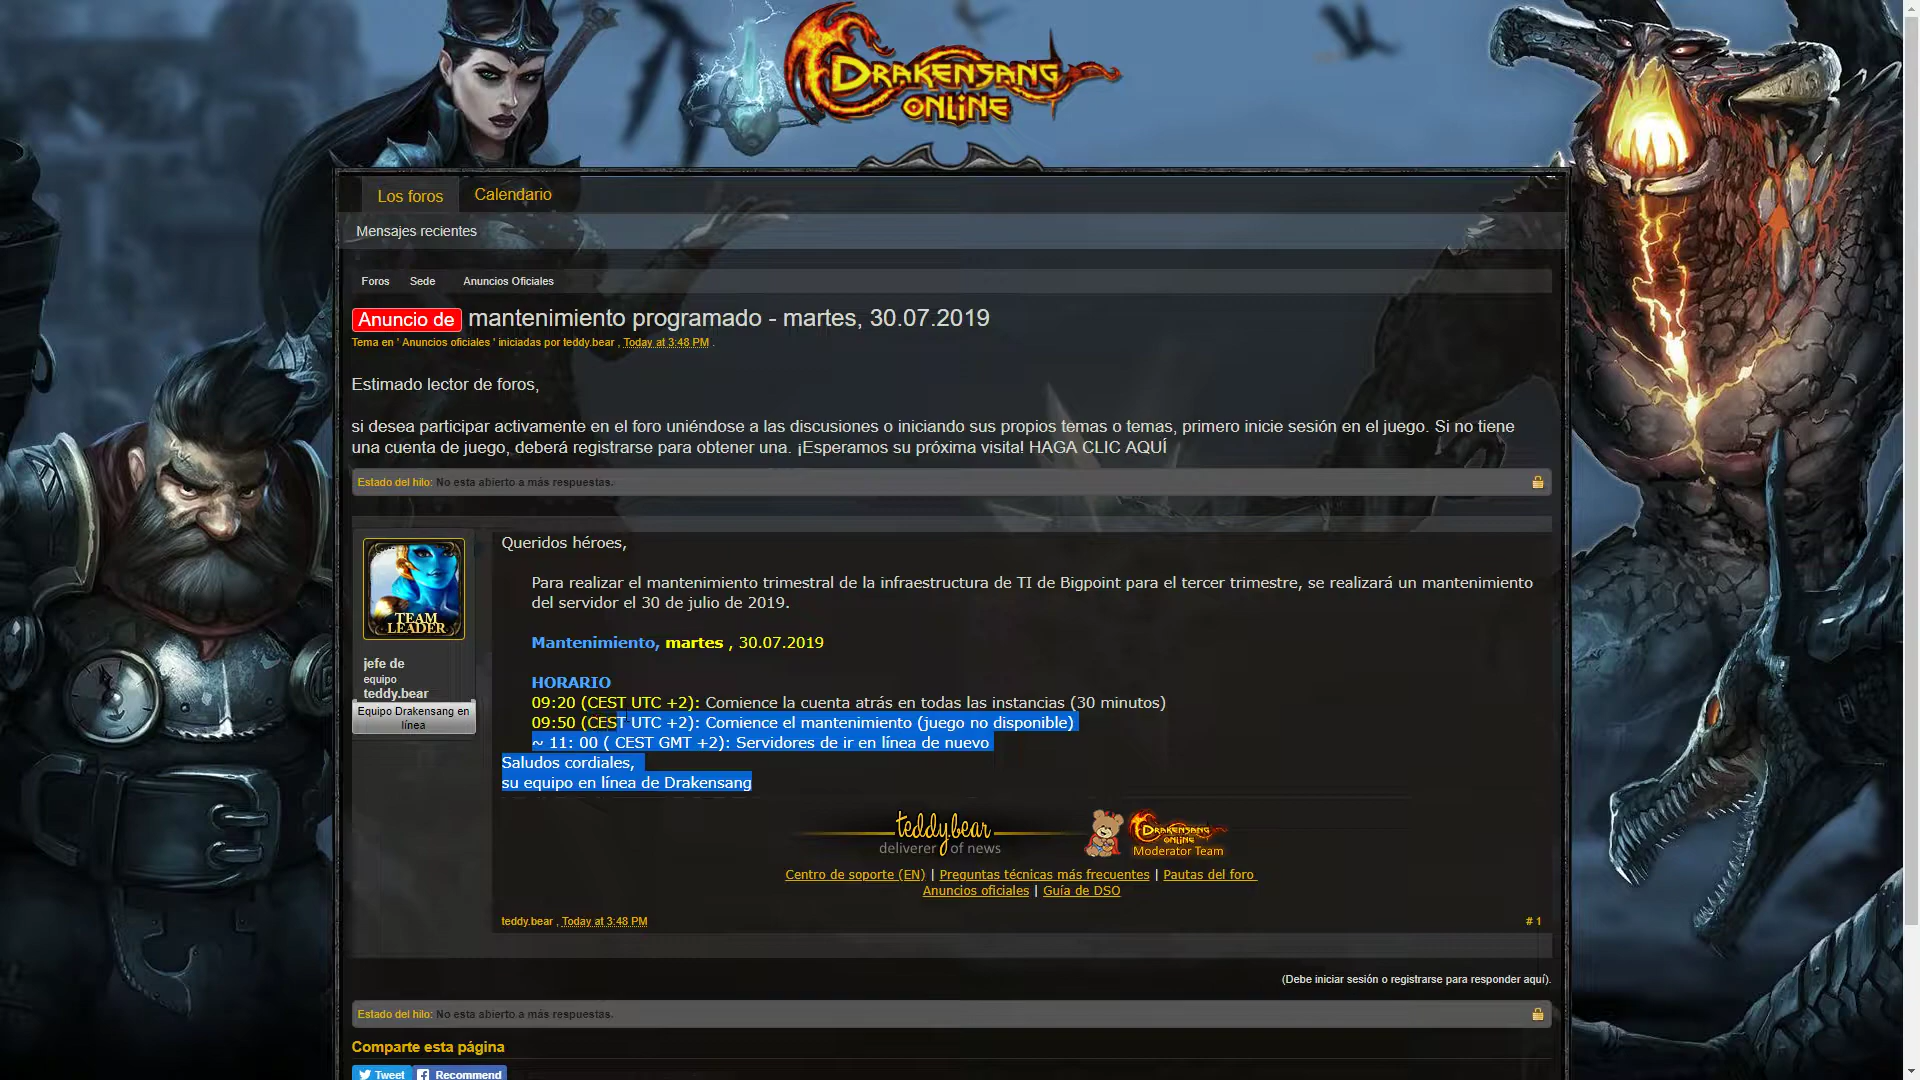 DRAKENSANG
ONLINE
Los foros
Calendario
Mensajes recientes
Foros
Sede
Anuncios Oficiales
Anuncio de mantenimiento programado - martes, 30.07.2019
Tema en ' Anuncios oficiales ' iniciadas por teddy.bear , Today at 3:48 PM .
Estimado lector de foros,
si desea participar activamente en el foro uniéndose a las discusiones o iniciando sus propios temas o temas, primero inicie sesión en el juego. Si no tiene
una cuenta de juego, deberá registrarse para obtener una. ¡Esperamos su próxima visita! HAGA CLIC AQUÍ
Estado del hilo: No esta abierto a más respuestas.
TEAM
LEADER
jefe de
equipo
teddy.bear
Equipo Drakensang en
línea
Queridos héroes,
Para realizar el mantenimiento trimestral de la infraestructura de TI de Bigpoint para el tercer trimestre, se realizará un mantenimiento
del servidor el 30 de julio de 2019.
Mantenimiento, martes , 30.07.2019
HORARIO
09:20 (CEST UTC +2): Comience la cuenta atrás en todas las instancias (30 minutos)
09:50 (CEST UTC +2): Comience el mantenimiento (juego no disponible)
~ 11: 00 ( CEST GMT +2): Servidores de ir en línea de nuevo
Saludos cordiales,
su equipo en línea de Drakensang
teddy.bear
deliverer of news
DRAKENSANG
ONLINE
Moderator Team
Centro de soporte (EN) | Preguntas técnicas más frecuentes | Pautas del foro
Anuncios oficiales | Guía de DSO
teddy.bear , Today at 3:48 PM
# 1
(Debe iniciar sesión o registrarse para responder aquí).
Estado del hilo: No esta abierto a más respuestas.
Comparte esta página
Tweet
Recommend